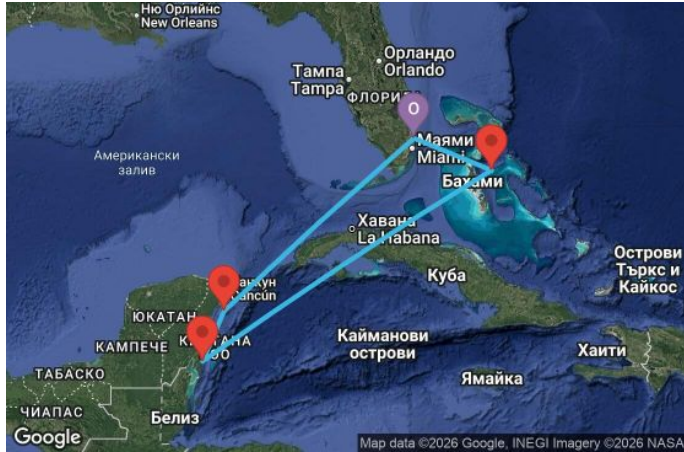 Ню Орлийнс
New Orleans
Орландо
Orlando
Тампа
Tampa
ФЛОРИ
O
Маями
Miami
Американски
залив
Бахами
Хавана
La Habana
Острови
Търкс и
Кайкос
Куба
Cancún
ЮКАТАН
КАМПЕЧЕ
Кайманови
острови
Хаити
ТАБАСКО
Ямайка
ЧИАПАС
Белиз
Google
Map data ©2026 Google, INEGI Imagery ©2026 NASA